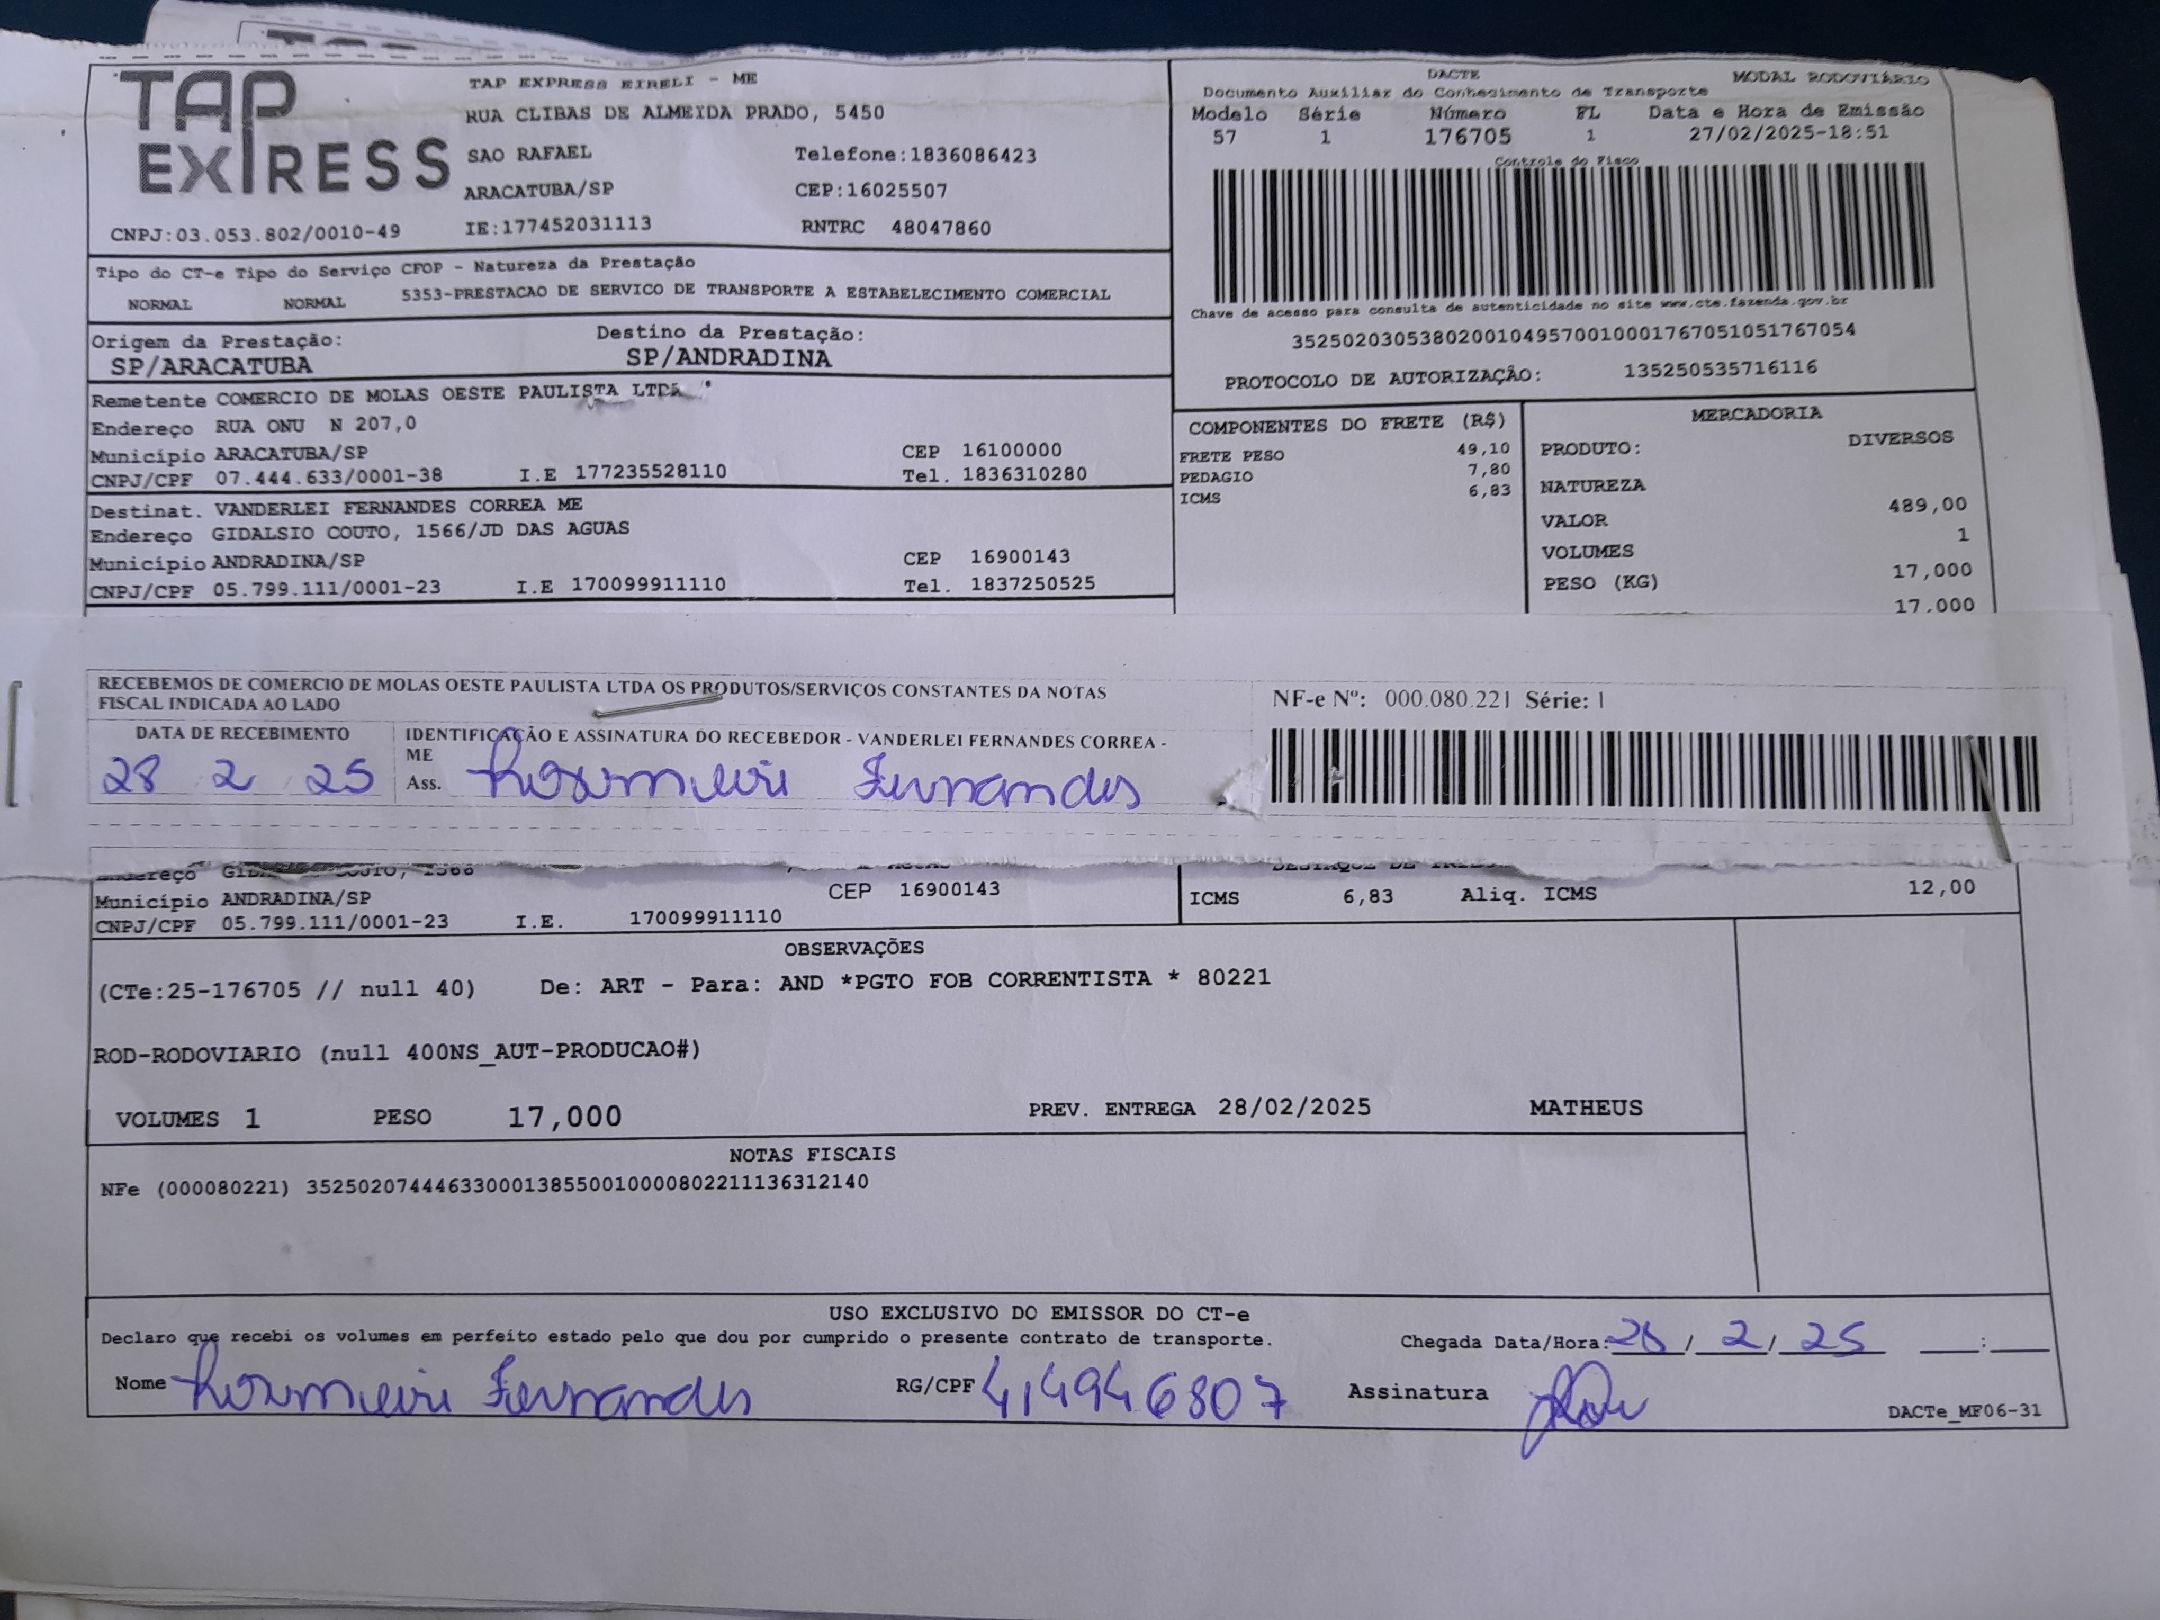 TAP
EXPRESS
TAP EXPRESS EIRELI - ME
RUA CLIBAS DE ALMEIDA PRADO, 5450
SAO RAFAEL Telefone:1836086423
ARACATUBA/SP CEP:16025507
CNPJ:03.053.802/0010-49 IE:177452031113 RNTRC 48047860
DACTE MODAL RODOVIÁRIO
Documento Auxiliar do Conhecimento de Transporte
Modelo Série Número FL Data e Hora de Emissão
57 1 176705 1 27/02/2025-18:51
Controle do Fisco
Chave de acesso para consulta de autenticidade no site www.cte.fazenda.gov.br
35250203053802001049570010001767051051767054
PROTOCOLO DE AUTORIZAÇÃO: 135250535716116
Tipo do CT-e Tipo do Serviço CFOP - Natureza da Prestação
NORMAL NORMAL 5353-PRESTACAO DE SERVICO DE TRANSPORTE A ESTABELECIMENTO COMERCIAL
Origem da Prestação: Destino da Prestação:
SP/ARACATUBA SP/ANDRADINA
Remetente COMERCIO DE MOLAS OESTE PAULISTA LTDA
Endereço RUA ONU N 207,0
Município ARACATUBA/SP CEP 16100000
CNPJ/CPF 07.444.633/0001-38 I.E 177235528110 Tel. 1836310280
Destinat. VANDERLEI FERNANDES CORREA ME
Endereço GIDALSIO COUTO, 1566/JD DAS AGUAS
Município ANDRADINA/SP CEP 16900143
CNPJ/CPF 05.799.111/0001-23 I.E 170099911110 Tel. 1837250525
COMPONENTES DO FRETE (R$)
FRETE PESO 49,10
PEDAGIO 7,80
ICMS 6,83
MERCADORIA
PRODUTO: DIVERSOS
NATUREZA
VALOR 489,00
VOLUMES 1
PESO (KG) 17,000
17.000
RECEBEMOS DE COMERCIO DE MOLAS OESTE PAULISTA LTDA OS PRODUTOS/SERVIÇOS CONSTANTES DA NOTAS
FISCAL INDICADA AO LADO
NF-e Nº: 000.080.221 Série: 1
DATA DE RECEBIMENTO IDENTIFICAÇÃO E ASSINATURA DO RECEBEDOR - VANDERLEI FERNANDES CORREA -
ME
28 2 25 Ass. Rosimeire Fernandes
Endereço
Município ANDRADINA/SP CEP 16900143
CNPJ/CPF 05.799.111/0001-23 I.E. 170099911110
ICMS 6,83 Aliq. ICMS 12,00
OBSERVAÇÕES
(CTe:25-176705 // null 40) De: ART - Para: AND *PGTO FOB CORRENTISTA * 80221
ROD-RODOVIARIO (null 400NS_AUT-PRODUCAO#)
VOLUMES 1 PESO 17,000 PREV. ENTREGA 28/02/2025 MATHEUS
NOTAS FISCAIS
NFe (000080221) 35250207444633000138550010000802211136312140
USO EXCLUSIVO DO EMISSOR DO CT-e
Declaro que recebi os volumes em perfeito estado pelo que dou por cumprido o presente contrato de transporte. Chegada Data/Hora: 28 / 2 / 25 ___:___
Nome Rosimeire Fernandes RG/CPF 414946807 Assinatura
DACTe_MF06-31